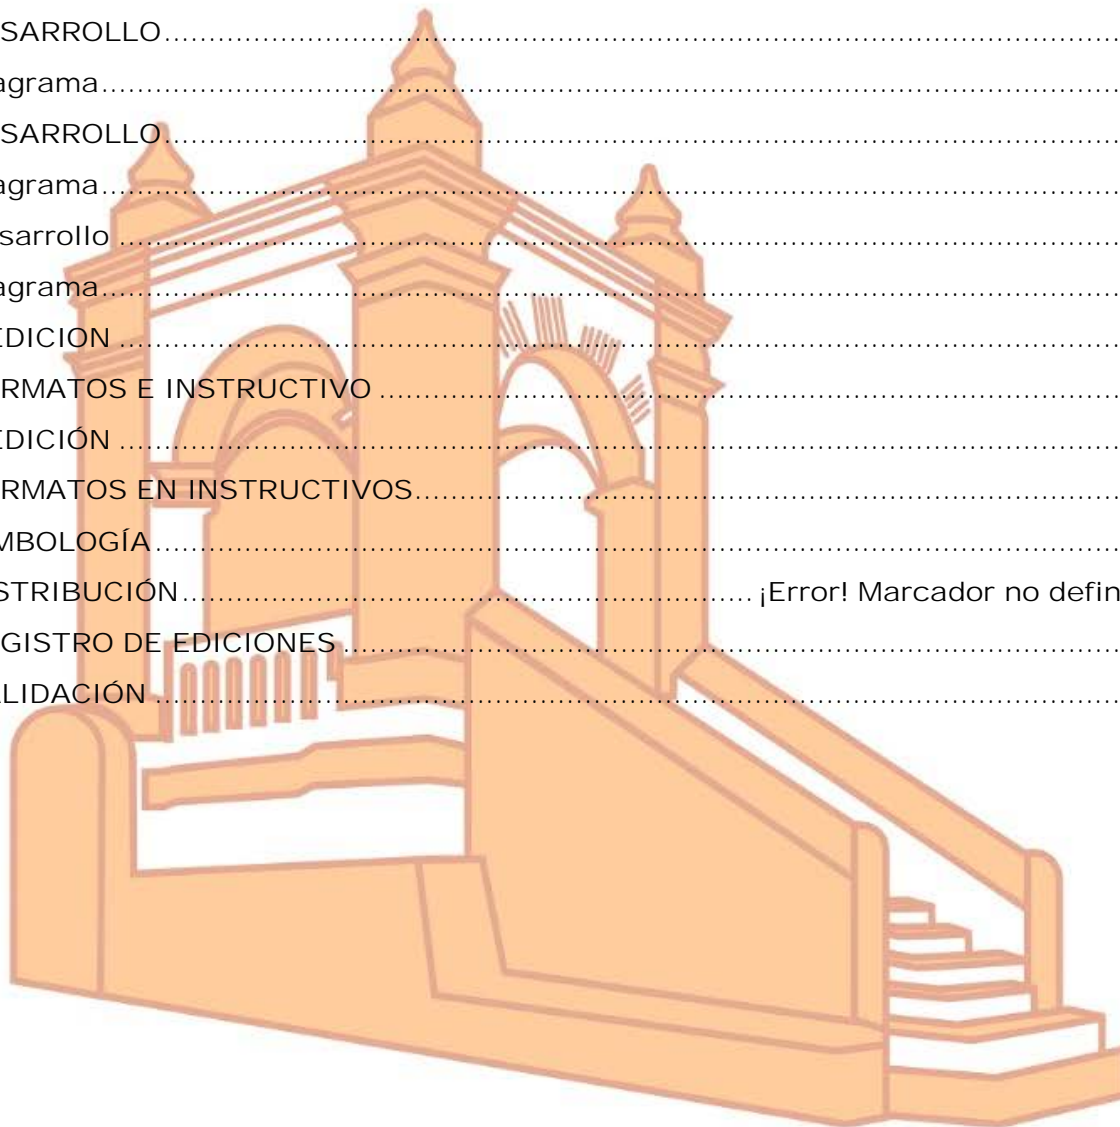 SARROLLO
agrama
SARROLLO
agrama
sarrollo
agrama
EDICION
RMATOS E INSTRUCTIVO
EDICIÓN
RMATOS EN INSTRUCTIVOS
MBOLOGÍA
STRIBUCIÓN ¡Error! Marcador no defin
GISTRO DE EDICIONES
ALIDACIÓN